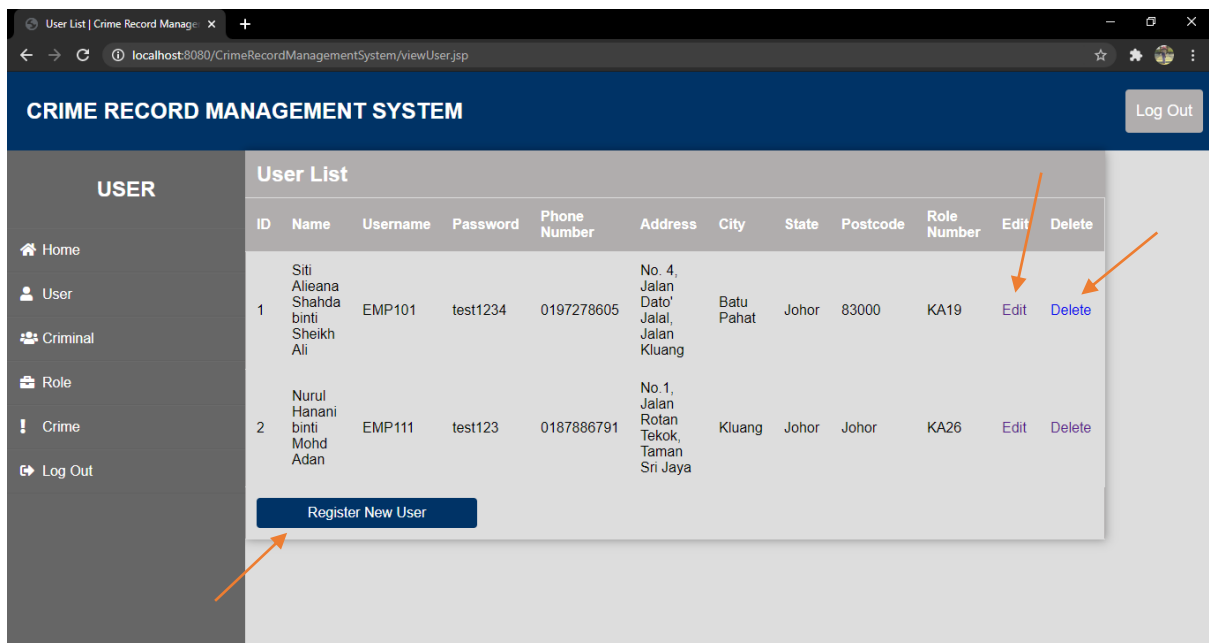 User List | Crime Record Manage
localhost:8080/CrimeRecordManagementSystem/viewUser.jsp
CRIME RECORD MANAGEMENT SYSTEM
Log Out
USER
Home
User
Criminal
Role
Crime
Log Out
User List
ID Name Username Password Phone Number Address City State Postcode Role Number Edit Delete
1 Siti Alieana Shahda binti Sheikh Ali EMP101 test1234 0197278605 No. 4, Jalan Dato' Jalal, Jalan Kluang Batu Pahat Johor 83000 KA19 Edit Delete
2 Nurul Hanani binti Mohd Adan EMP111 test123 0187886791 No.1, Jalan Rotan Tekok, Taman Sri Jaya Kluang Johor Johor KA26 Edit Delete
Register New User